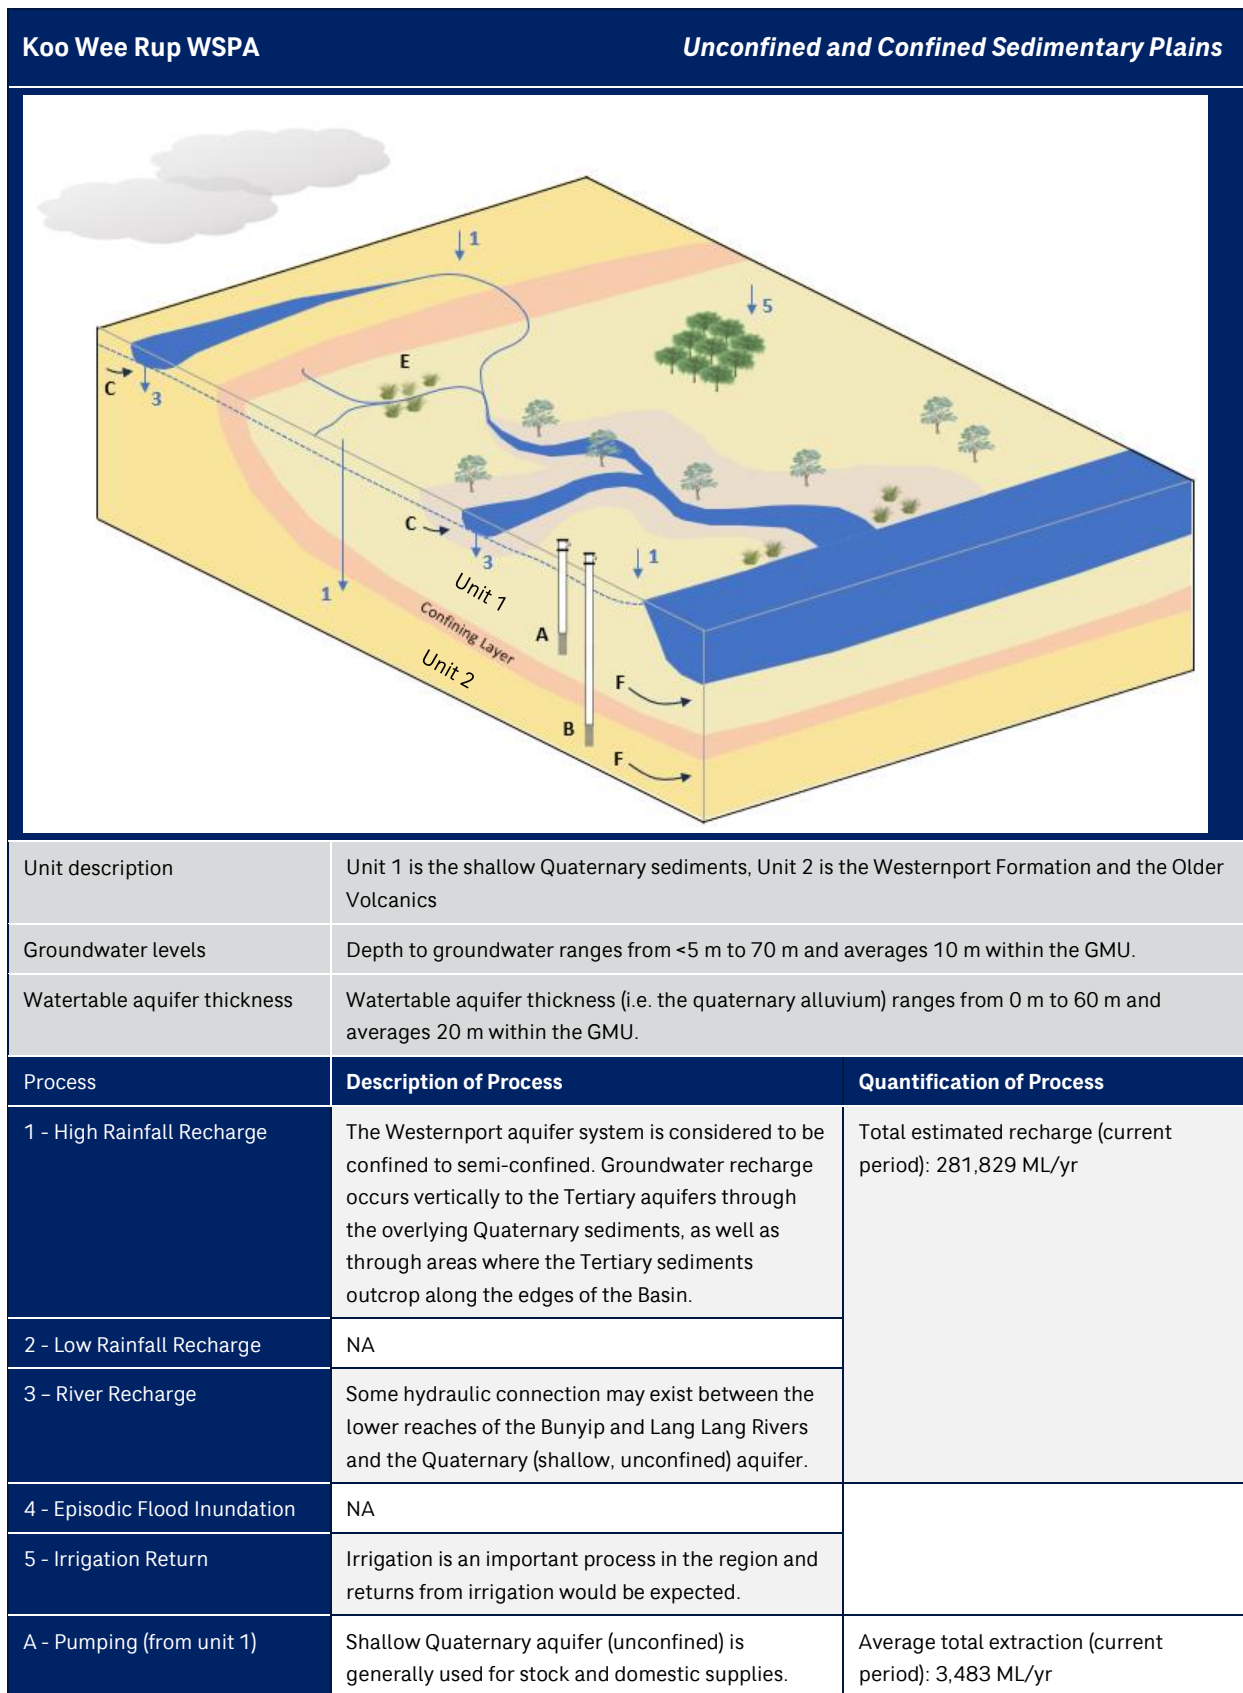 Koo Wee Rup WSPA
Unconfined and Confined Sedimentary Plains
1
5
E
C
3
C
3
1
1
Unit 1
A
Confining Layer
Unit 2
F
B
F
Unit description
Unit 1 is the shallow Quaternary sediments, Unit 2 is the Westernport Formation and the Older
Volcanics
Groundwater levels
Depth to groundwater ranges from <5 m to 70 m and averages 10 m within the GMU.
Watertable aquifer thickness
Watertable aquifer thickness (i.e. the quaternary alluvium) ranges from 0 m to 60 m and
averages 20 m within the GMU.
Process
Description of Process
Quantification of Process
1 - High Rainfall Recharge
The Westernport aquifer system is considered to be
confined to semi-confined. Groundwater recharge
occurs vertically to the Tertiary aquifers through
the overlying Quaternary sediments, as well as
through areas where the Tertiary sediments
outcrop along the edges of the Basin.
Total estimated recharge (current
period): 281,829 ML/yr
2 - Low Rainfall Recharge
NA
3 – River Recharge
Some hydraulic connection may exist between the
lower reaches of the Bunyip and Lang Lang Rivers
and the Quaternary (shallow, unconfined) aquifer.
4 - Episodic Flood Inundation
NA
5 - Irrigation Return
Irrigation is an important process in the region and
returns from irrigation would be expected.
A - Pumping (from unit 1)
Shallow Quaternary aquifer (unconfined) is
generally used for stock and domestic supplies.
Average total extraction (current
period): 3,483 ML/yr